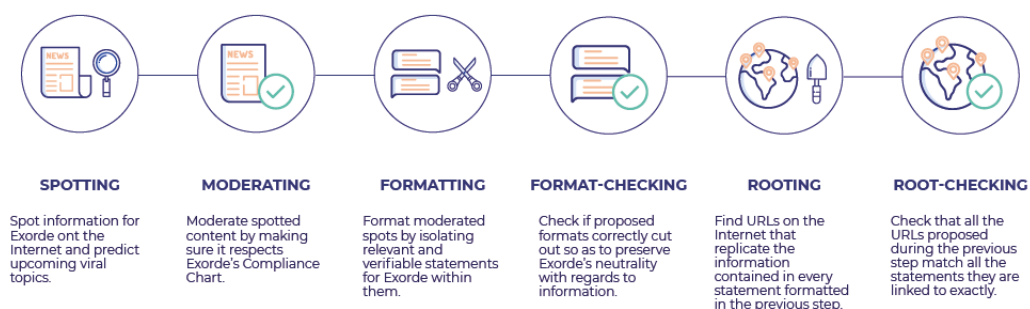 NEWS
NEWS
SPOTTING
Spot information for
Exorde ont the
Internet and predict
upcoming viral
topics.
MODERATING
Moderate spotted
content by making
sure it respects
Exorde's Compliance
Chart.
FORMATTING
Format moderated
spots by isolating
relevant and
verifiable statements
for Exorde within
them.
FORMAT-CHECKING
Check if proposed
formats correctly cut
out so as to preserve
Exorde's neutrality
with regards to
information.
ROOTING
Find URLs on the
Internet that
replicate the
information
contained in every
statement formatted
in the previous step.
ROOT-CHECKING
Check that all the
URLs proposed
during the previous
step match all the
statements they are
linked to exactly.